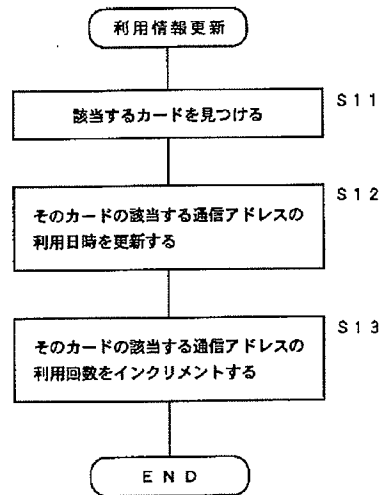 利用情報更新
S11
該当するカードを見つける
S12
そのカードの該当する通信アドレスの
利用日時を更新する
S13
そのカードの該当する通信アドレスの
利用回数をインクリメントする
END